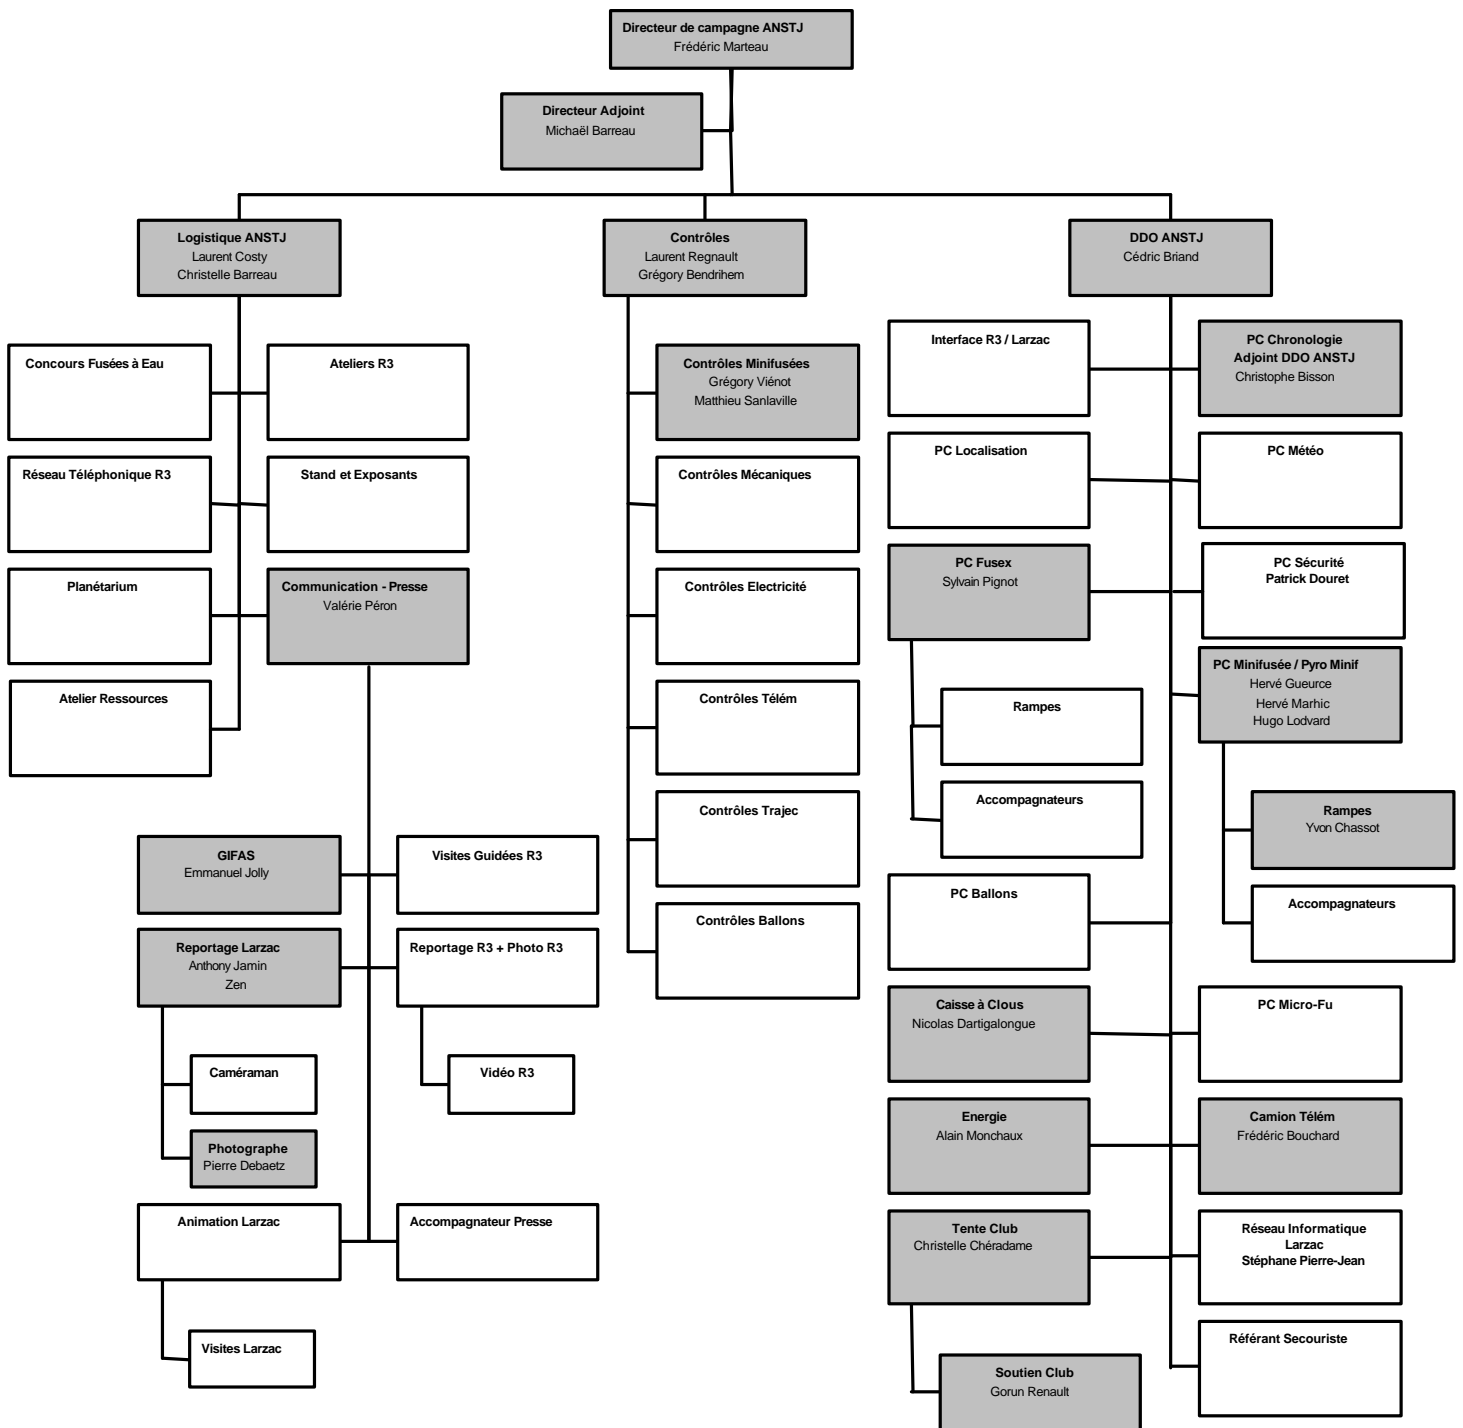 Directeur de campagne ANSTJ
Frédéric Marteau
Directeur Adjoint
Michaël Barreau
Logistique ANSTJ
Laurent Costy
Christelle Barreau
Contrôles
Laurent Regnault
Grégory Bendrihem
DDO ANSTJ
Cédric Briand
Concours Fusées à Eau
Ateliers R3
Réseau Téléphonique R3
Stand et Exposants
Planétarium
Communication - Presse
Valérie Péron
Atelier Ressources
GIFAS
Emmanuel Jolly
Visites Guidées R3
Reportage Larzac
Anthony Jamin
Zen
Reportage R3 + Photo R3
Caméraman
Vidéo R3
Photographe
Pierre Debaetz
Animation Larzac
Accompagnateur Presse
Visites Larzac
Contrôles Minifusées
Grégory Viénot
Matthieu Sanlaville
Contrôles Mécaniques
Contrôles Electricité
Contrôles Télém
Contrôles Trajec
Contrôles Ballons
Interface R3 / Larzac
PC Chronologie
Adjoint DDO ANSTJ
Christophe Bisson
PC Localisation
PC Météo
PC Fusex
Sylvain Pignot
PC Sécurité
Patrick Douret
Rampes
Accompagnateurs
PC Minifusée / Pyro Minif
Hervé Gueurce
Hervé Marhic
Hugo Lodvard
Rampes
Yvon Chassot
Accompagnateurs
PC Ballons
Caisse à Clous
Nicolas Dartigalongue
PC Micro-Fu
Energie
Alain Monchaux
Camion Télém
Frédéric Bouchard
Tente Club
Christelle Chéradame
Réseau Informatique
Larzac
Stéphane Pierre-Jean
Référant Secouriste
Soutien Club
Gorun Renault